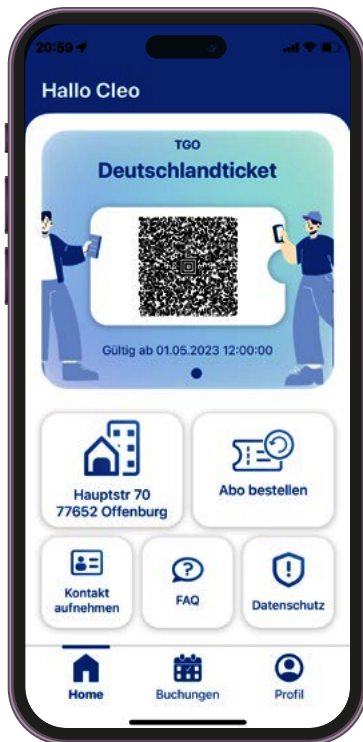 20:59
Hallo Cleo
TGO
Deutschlandticket
Gültig ab 01.05.2023 12:00:00
Hauptstr 70
77652 Offenburg
Abo bestellen
Kontakt
aufnehmen
FAQ
Datenschutz
Home
Buchungen
Profil